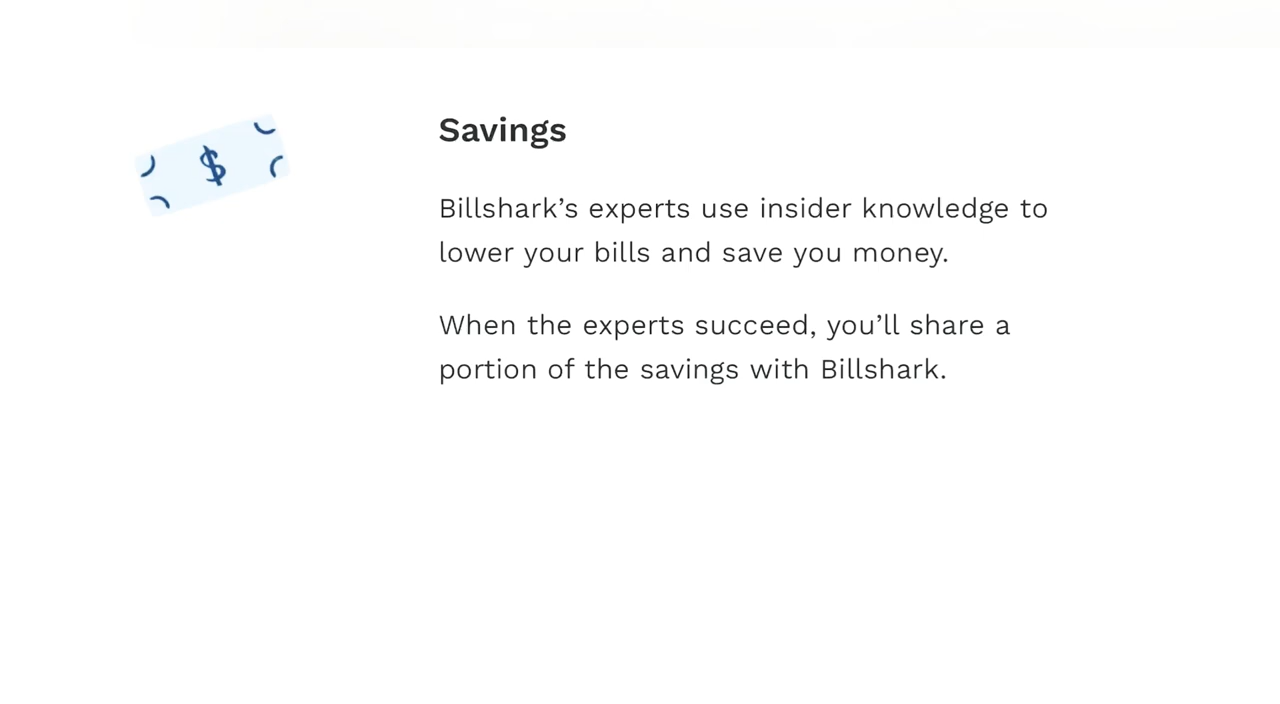 $
Savings
Billshark’s experts use insider knowledge to
lower your bills and save you money.
When the experts succeed, you’ll share a
portion of the savings with Billshark.